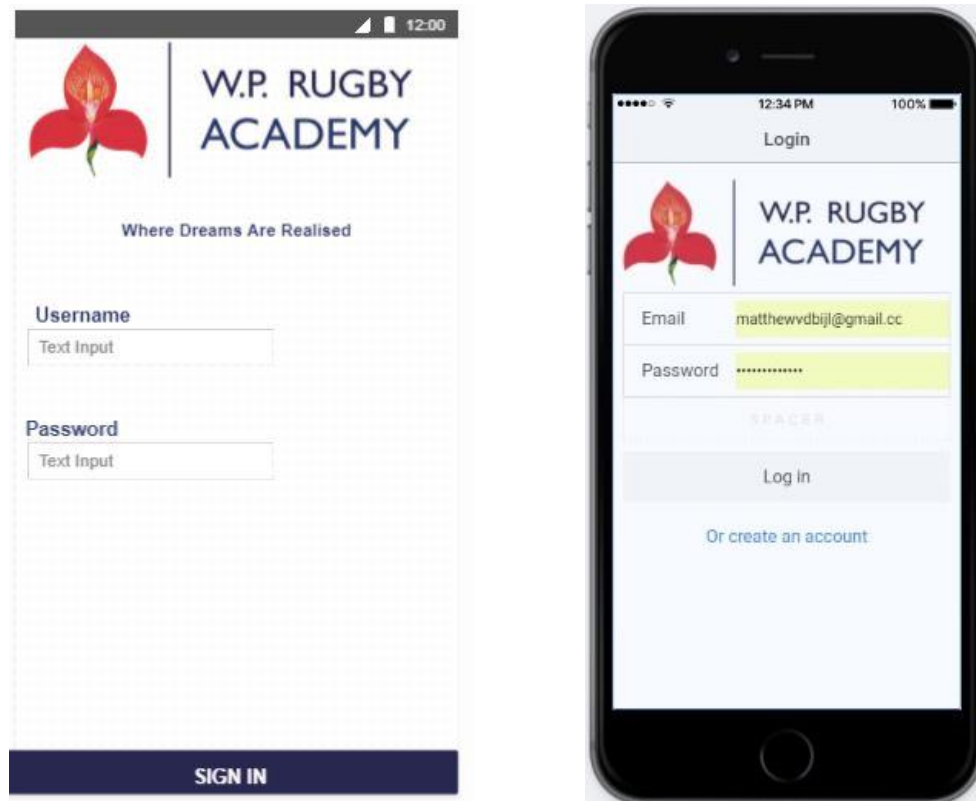 12:00
W.P. RUGBY
ACADEMY
Where Dreams Are Realised
Username
Text Input
Password
Text Input
SIGN IN
12:34 PM 100%
Login
W.P. RUGBY
ACADEMY
Email matthewvdbijl@gmail.cc
Password •••••••••••••
SPACER
Log in
Or create an account